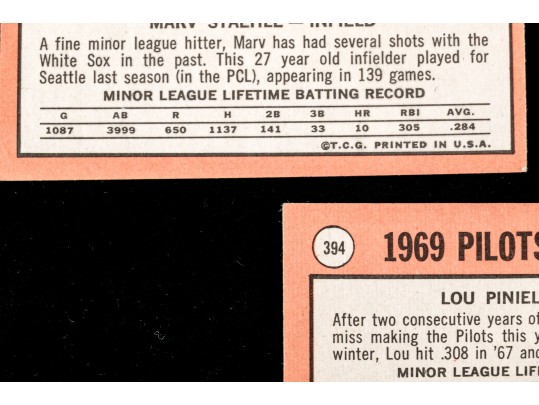 MARV STAEHLE — INFIELD
A fine minor league hitter, Marv has had several shots with the
White Sox in the past. This 27 year old infielder played for
Seattle last season (in the PCL), appearing in 139 games.
MINOR LEAGUE LIFETIME BATTING RECORD
G AB R H 2B 3B HR RBI AVG.
1087 3999 650 1137 141 33 10 305 .284
©T.C.G. PRINTED IN U.S.A.
394 1969 PILOTS
LOU PINIEL
After two consecutive years of
miss making the Pilots this y
winter, Lou hit .308 in '67 and
MINOR LEAGUE LIF